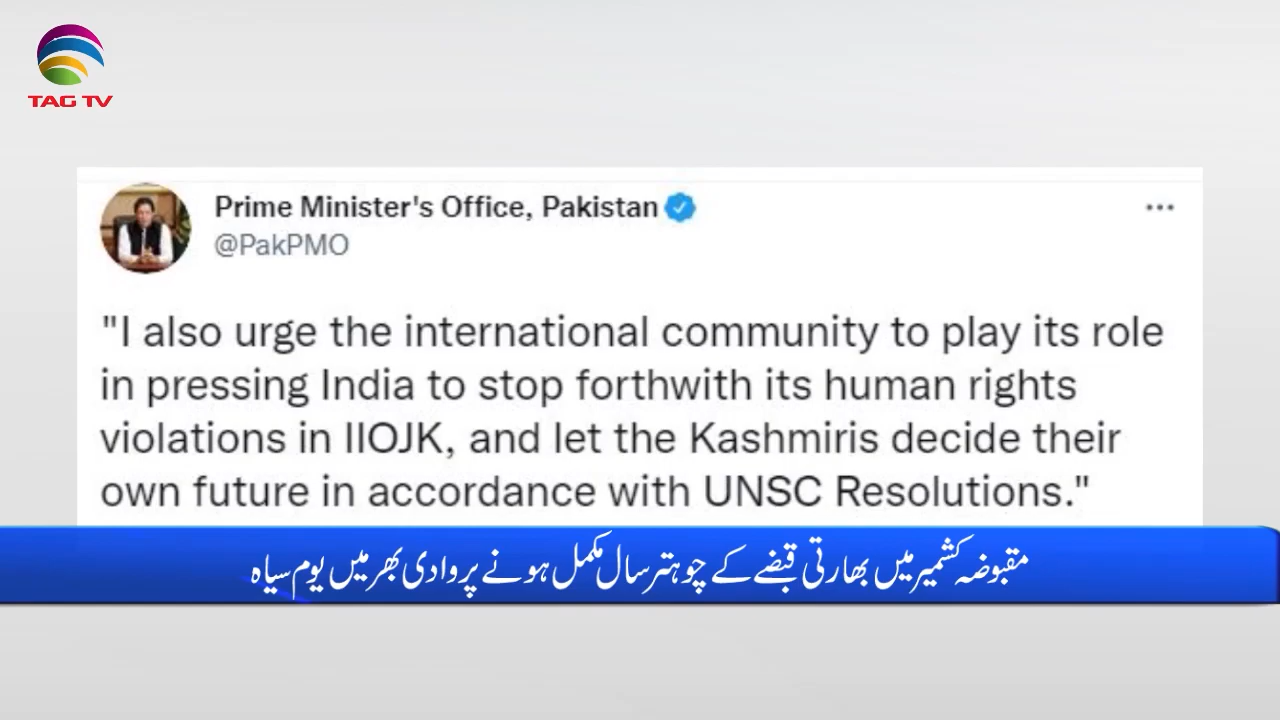 TAG TV
Prime Minister's Office, Pakistan
@PakPMO
"I also urge the international community to play its role
in pressing India to stop forthwith its human rights
violations in IIOJK, and let the Kashmiris decide their
own future in accordance with UNSC Resolutions."
مقبوضہ کشمیر میں بھارتی قبضے کے چوہتر سال مکمل ہونے پر وادی بھر میں یوم سیاہ